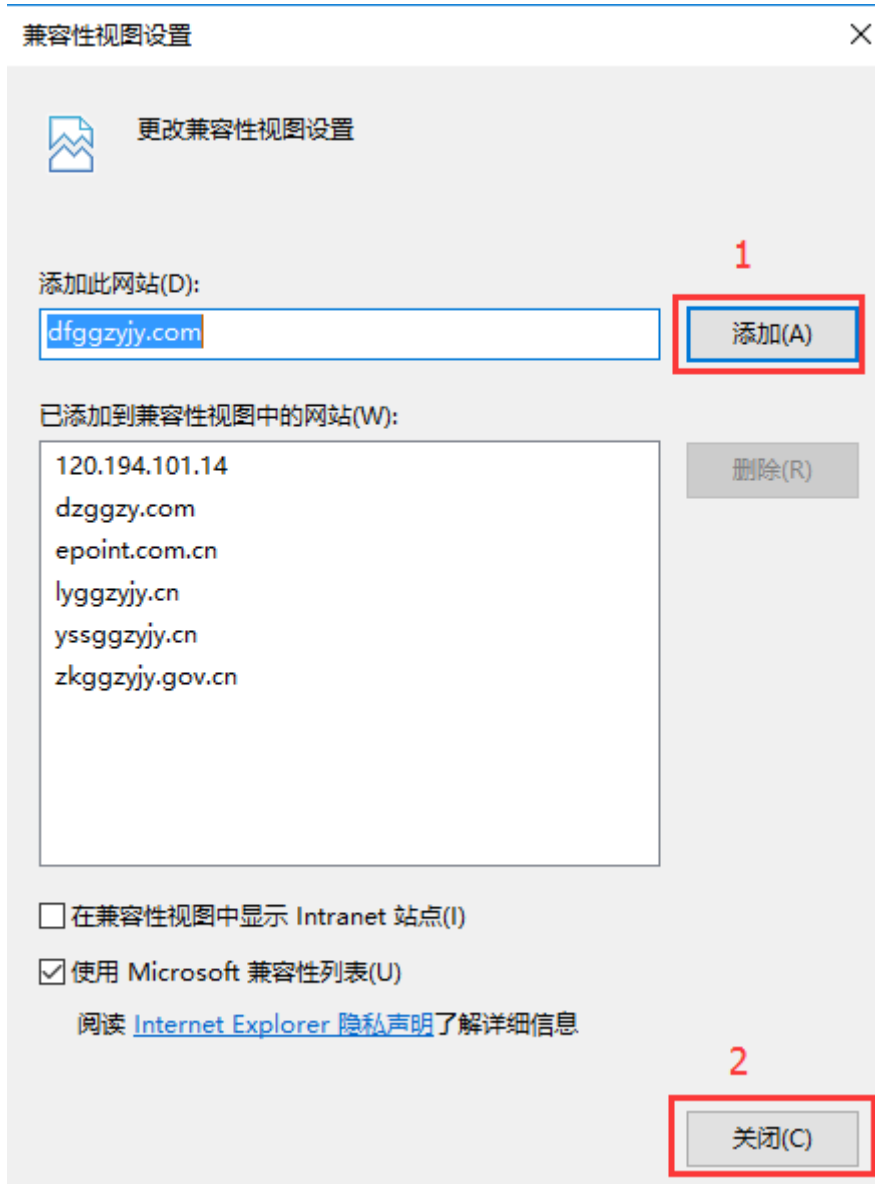 兼容性视图设置
更改兼容性视图设置
1
添加此网站(D):
dfggzyjy.com
添加(A)
已添加到兼容性视图中的网站(W):
120.194.101.14
删除(R)
dzggzy.com
epoint.com.cn
lyggzyjy.cn
yssggzyjy.cn
zkggzyjy.gov.cn
在兼容性视图中显示 Intranet 站点(I)
使用 Microsoft 兼容性列表(U)
阅读 Internet Explorer 隐私声明了解详细信息
2
关闭(C)